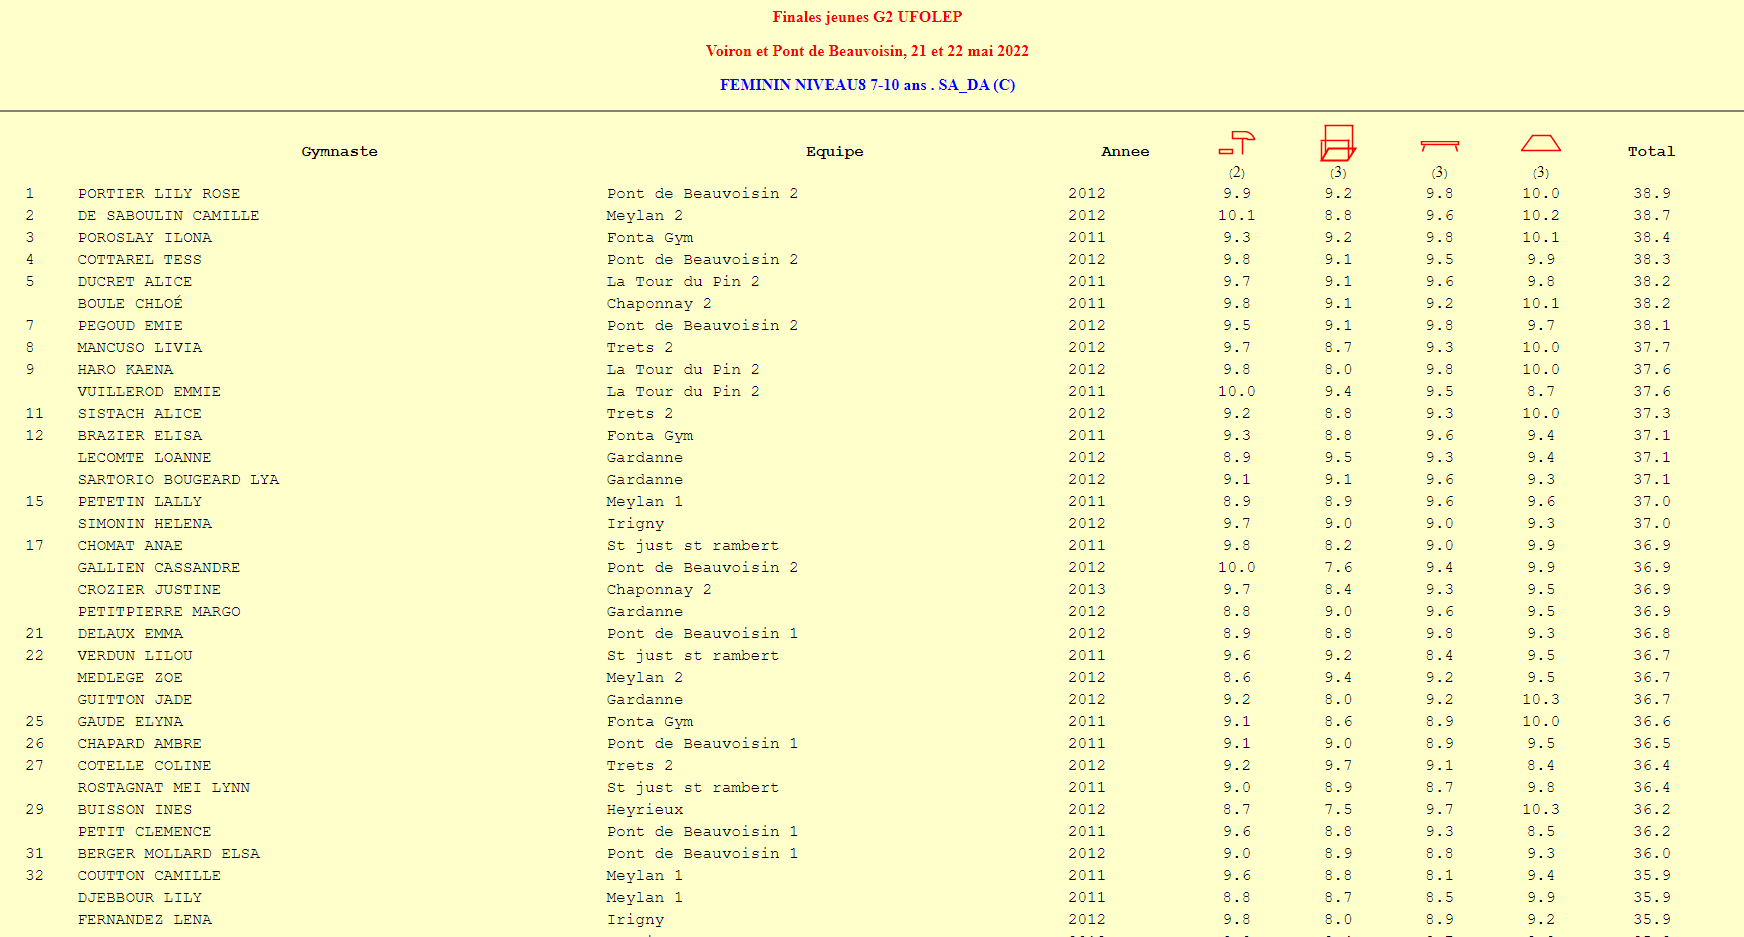 Finales jeunes G2 UFOLEP
Voiron et Pont de Beauvoisin, 21 et 22 mai 2022
FEMININ NIVEAU8 7-10 ans . SA_DA (C)
Gymnaste Equipe Annee Total
(2) (3) (3) (3)
1 PORTIER LILY ROSE Pont de Beauvoisin 2 2012 9.9 9.2 9.8 10.0 38.9
2 DE SABOULIN CAMILLE Meylan 2 2012 10.1 8.8 9.6 10.2 38.7
3 POROSLAY ILONA Fonta Gym 2011 9.3 9.2 9.8 10.1 38.4
4 COTTAREL TESS Pont de Beauvoisin 2 2012 9.8 9.1 9.5 9.9 38.3
5 DUCRET ALICE La Tour du Pin 2 2011 9.7 9.1 9.6 9.8 38.2
BOULE CHLOÉ Chaponnay 2 2011 9.8 9.1 9.2 10.1 38.2
7 PEGOUD EMIE Pont de Beauvoisin 2 2012 9.5 9.1 9.8 9.7 38.1
8 MANCUSO LIVIA Trets 2 2012 9.7 8.7 9.3 10.0 37.7
9 HARO KAENA La Tour du Pin 2 2012 9.8 8.0 9.8 10.0 37.6
VUILLEROD EMMIE La Tour du Pin 2 2011 10.0 9.4 9.5 8.7 37.6
11 SISTACH ALICE Trets 2 2012 9.2 8.8 9.3 10.0 37.3
12 BRAZIER ELISA Fonta Gym 2011 9.3 8.8 9.6 9.4 37.1
LECOMTE LOANNE Gardanne 2012 8.9 9.5 9.3 9.4 37.1
SARTORIO BOUGEARD LYA Gardanne 2012 9.1 9.1 9.6 9.3 37.1
15 PETETIN LALLY Meylan 1 2011 8.9 8.9 9.6 9.6 37.0
SIMONIN HELENA Irigny 2012 9.7 9.0 9.0 9.3 37.0
17 CHOMAT ANAE St just st rambert 2011 9.8 8.2 9.0 9.9 36.9
GALLIEN CASSANDRE Pont de Beauvoisin 2 2012 10.0 7.6 9.4 9.9 36.9
CROZIER JUSTINE Chaponnay 2 2013 9.7 8.4 9.3 9.5 36.9
PETITPIERRE MARGO Gardanne 2012 8.8 9.0 9.6 9.5 36.9
21 DELAUX EMMA Pont de Beauvoisin 1 2012 8.9 8.8 9.8 9.3 36.8
22 VERDUN LILOU St just st rambert 2011 9.6 9.2 8.4 9.5 36.7
MEDLEGE ZOE Meylan 2 2012 8.6 9.4 9.2 9.5 36.7
GUITTON JADE Gardanne 2012 9.2 8.0 9.2 10.3 36.7
25 GAUDE ELYNA Fonta Gym 2011 9.1 8.6 8.9 10.0 36.6
26 CHAPARD AMBRE Pont de Beauvoisin 1 2011 9.1 9.0 8.9 9.5 36.5
27 COTELLE COLINE Trets 2 2012 9.2 9.7 9.1 8.4 36.4
ROSTAGNAT MEI LYNN St just st rambert 2011 9.0 8.9 8.7 9.8 36.4
29 BUISSON INES Heyrieux 2012 8.7 7.5 9.7 10.3 36.2
PETIT CLEMENCE Pont de Beauvoisin 1 2011 9.6 8.8 9.3 8.5 36.2
31 BERGER MOLLARD ELSA Pont de Beauvoisin 1 2012 9.0 8.9 8.8 9.3 36.0
32 COUTTON CAMILLE Meylan 1 2011 9.6 8.8 8.1 9.4 35.9
DJEBBOUR LILY Meylan 1 2011 8.8 8.7 8.5 9.9 35.9
FERNANDEZ LENA Irigny 2012 9.8 8.0 8.9 9.2 35.9